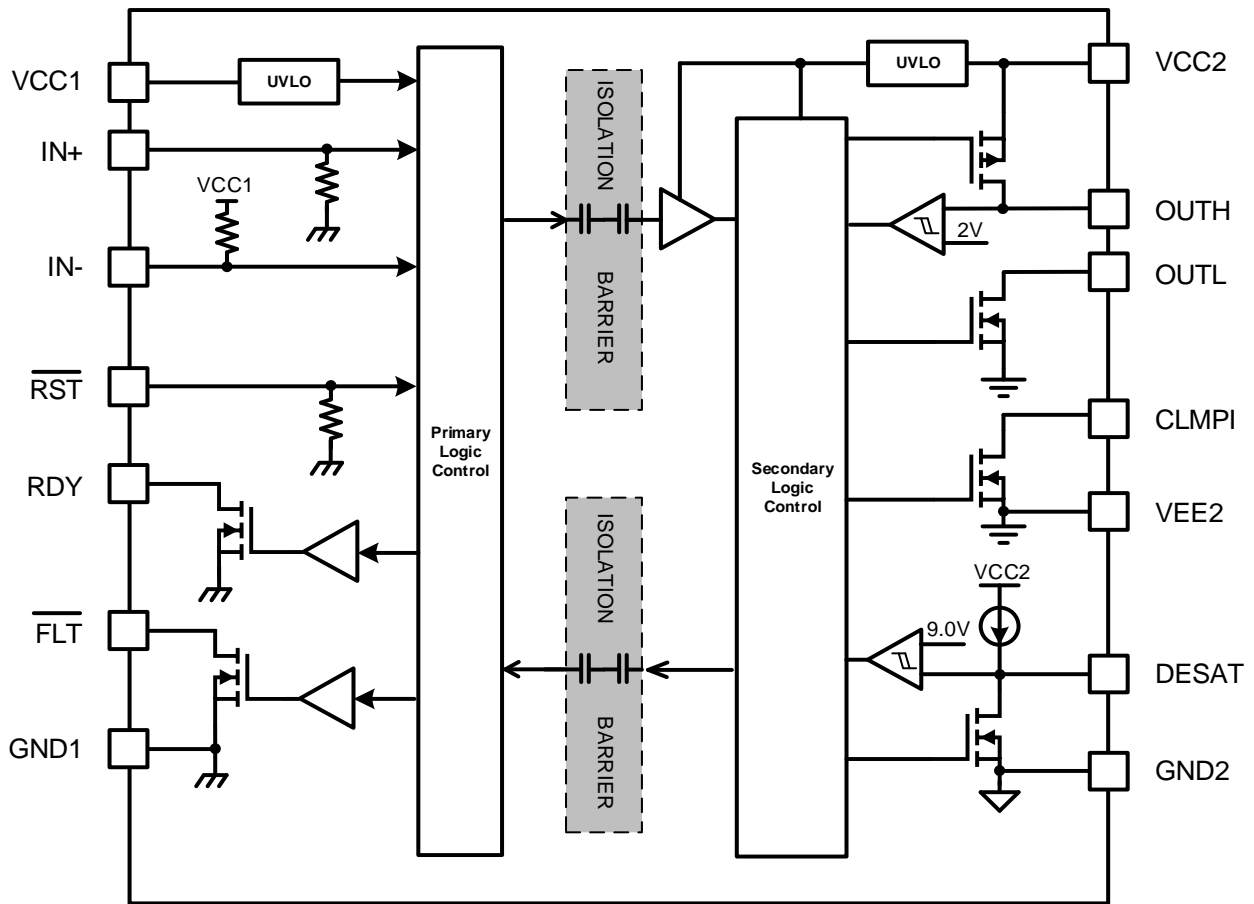 VCC1
UVLO
IN+
VCC1
IN-
RST
RDY
FLT
GND1
Primary
Logic
Control
ISOLATION
BARRIER
ISOLATION
BARRIER
Secondary
Logic
Control
UVLO
VCC2
OUTH
2V
OUTL
CLMPI
VEE2
VCC2
9.0V
DESAT
GND2